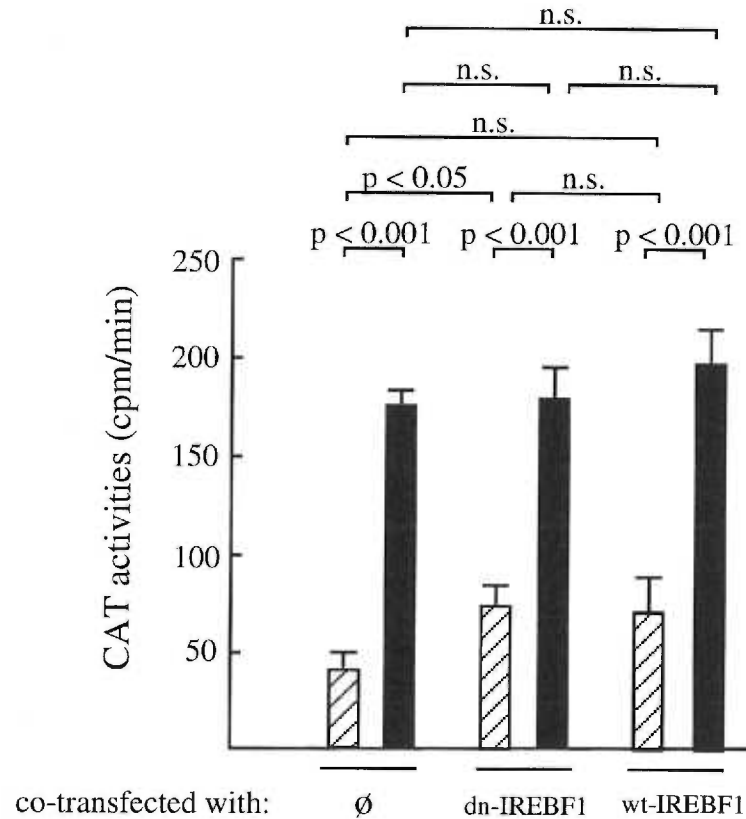 n.s.
n.s. n.s.
n.s.
p < 0.05 n.s.
p < 0.001 p < 0.001 p < 0.001
250
200
150
100
50
CAT activities (cpm/min)
co-transfected with: ø dn-IREBF1 wt-IREBF1